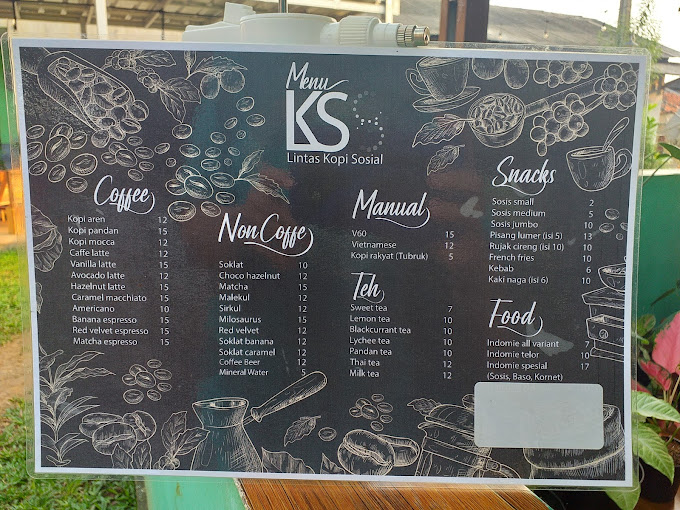 Menu
KSS
Lintas Kopi Sosial
Coffee
Kopi aren 12
Kopi pandan 15
Kopi mocca 12
Caffe latte 12
Vanilla latte 15
Avocado latte 12
Hazelnut latte 15
Caramel macchiato 15
Americano 10
Banana espresso 15
Red velvet espresso 15
Matcha espresso 15
Non Coffe
Soklat 10
Choco hazelnut 12
Matcha 15
Malekul 12
Sirkul 12
Milosaurus 15
Red velvet 12
Soklat banana 12
Soklat caramel 12
Coffee Beer 12
Mineral Water 5
Manual
V60 15
Vietnamese 12
Kopi rakyat (Tubruk) 5
Teh
Sweet tea 7
Lemon tea 10
Blackcurrant tea 10
Lychee tea 10
Pandan tea 10
Thai tea 12
Milk tea 12
Snacks
Sosis small 2
Sosis medium 5
Sosis jumbo 10
Pisang lumer (isi 5) 13
Rujak cireng (isi 10) 10
French fries 10
Kebab 6
Kaki naga (isi 6) 10
Food
Indomie all variant 7
Indomie telor 10
Indomie spesial 17
(Sosis, Baso, Kornet)